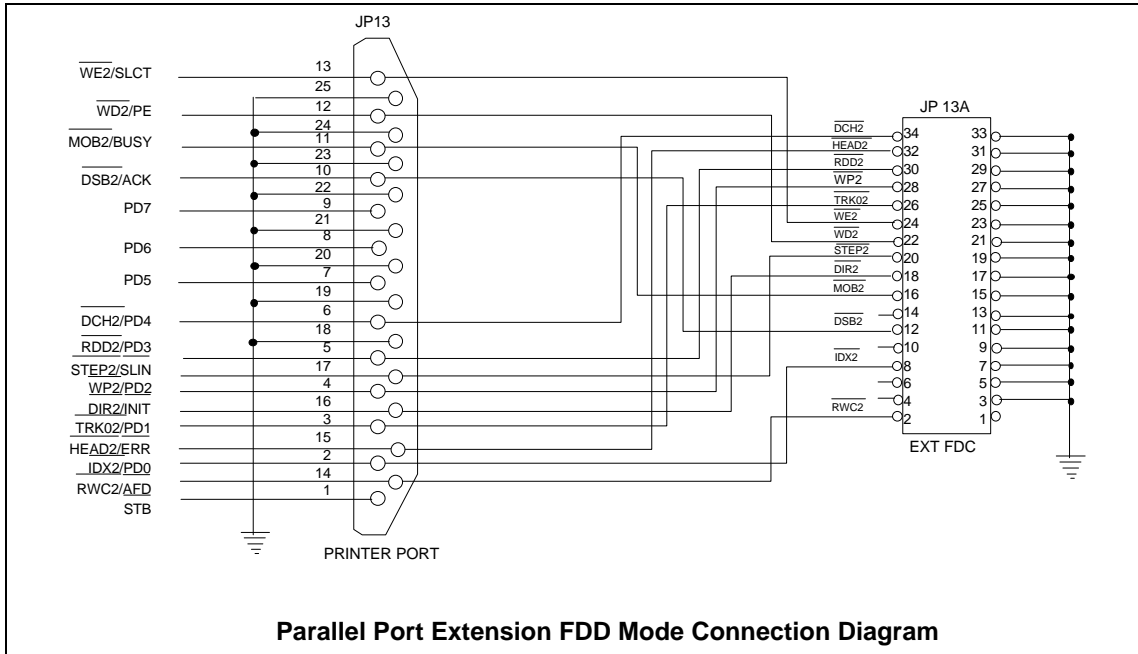 JP13
WE2/SLCT
WD2/PE
MOB2/BUSY
DSB2/ACK
PD7
PD6
PD5
DCH2/PD4
RDD2/PD3
STEP2/SLIN
WP2/PD2
DIR2/INIT
TRK02/PD1
HEAD2/ERR
IDX2/PD0
RWC2/AFD
STB
13
25
12
24
11
23
10
22
9
21
8
20
7
19
6
18
5
17
4
16
3
15
2
14
1
PRINTER PORT
JP 13A
DCH2
HEAD2
RDD2
WP2
TRK02
WE2
WD2
STEP2
DIR2
MOB2
DSB2
IDX2
RWC2
34 33
32 31
30 29
28 27
26 25
24 23
22 21
20 19
18 17
16 15
14 13
12 11
10 9
8 7
6 5
4 3
2 1
EXT FDC
Parallel Port Extension FDD Mode Connection Diagram